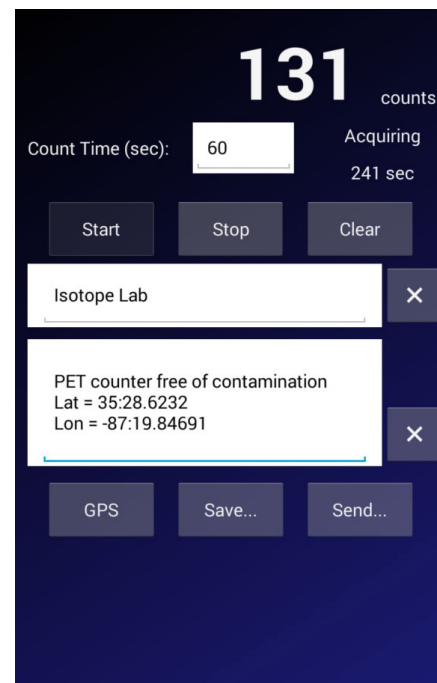 131 counts
Count Time (sec): 60 Acquiring
241 sec
Start Stop Clear
Isotope Lab ×
PET counter free of contamination
Lat = 35:28.6232
Lon = -87:19.84691 ×
GPS Save... Send...